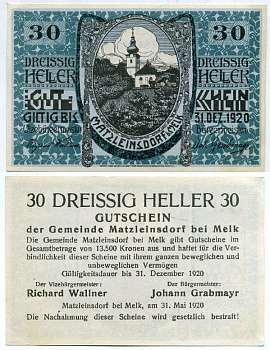 30 30
DREISSIG DREISSIG
HELLER HELLER
GUT- SCHEIN
GILTIG BIS 31.DEZ.1920
Vizebürgermeister Bürgermeister
MATZLEINSDORF A.M.
30 DREISSIG HELLER 30
GUTSCHEIN
der Gemeinde Matzleinsdorf bei Melk
Die Gemeinde Matzleinsdorf bei Melk gibt Gutscheine im
Gesamtbetrage von 13.500 Kronen aus und haftet für die Ver-
bindlichkeit dieser Scheine mit ihrem ganzen beweglichen und
unbeweglichen Vermögen
Gültigkeitsdauer bis 31. Dezember 1920
Der Vizebürgermeister: Der Bürgermeister:
Richard Wallner Johann Grabmayr
Matzleinsdorf bei Melk, am 31. Mai 1920
Die Nachahmung dieser Scheine wird gesetzlich bestraft!